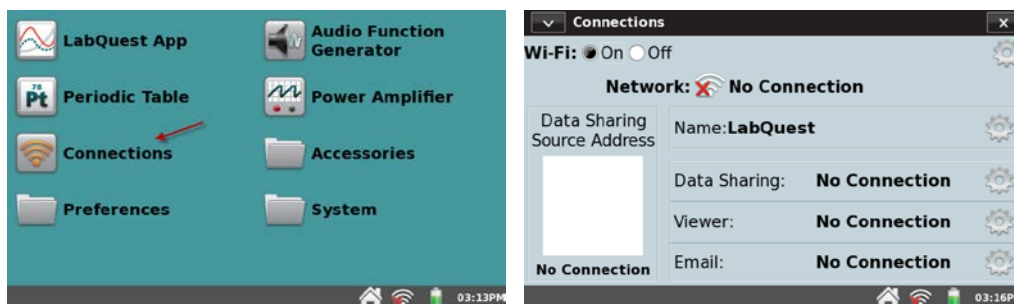 LabQuest App
Audio Function
Generator
78
Pt
Periodic Table
Power Amplifier
Connections
Accessories
Preferences
System
03:13PM
Connections
x
Wi-Fi: On Off
Network: No Connection
Data Sharing
Source Address
No Connection
Name:LabQuest
Data Sharing: No Connection
Viewer: No Connection
Email: No Connection
03:16P